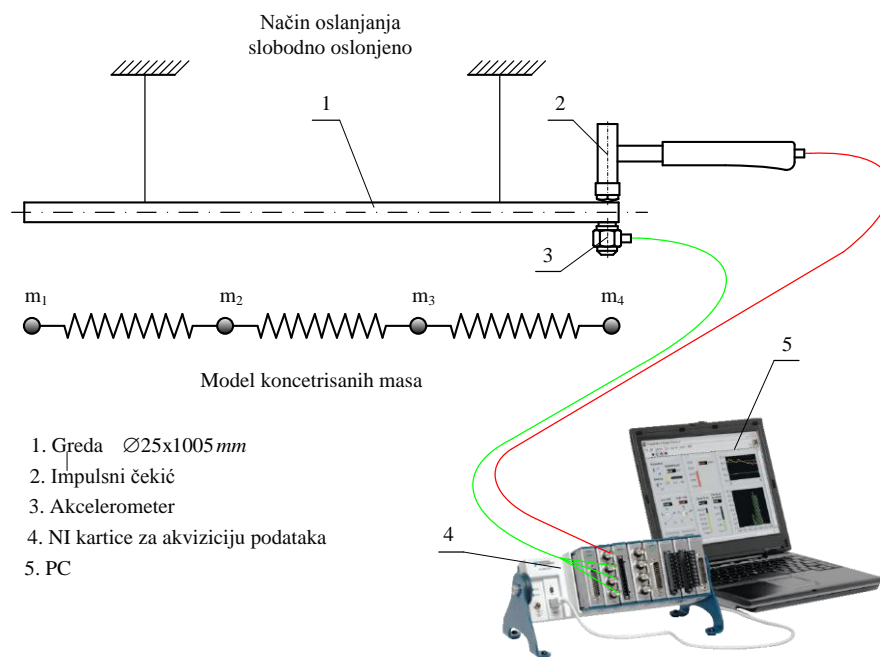 Način oslanjanja
slobodno oslonjeno
1
2
3
m₁
m₂
m₃
m₄
Model koncetrisanih masa
5
1. Greda ∅25x1005 mm
2. Impulsni čekić
3. Akcelerometer
4. NI kartice za akviziciju podataka
5. PC
4